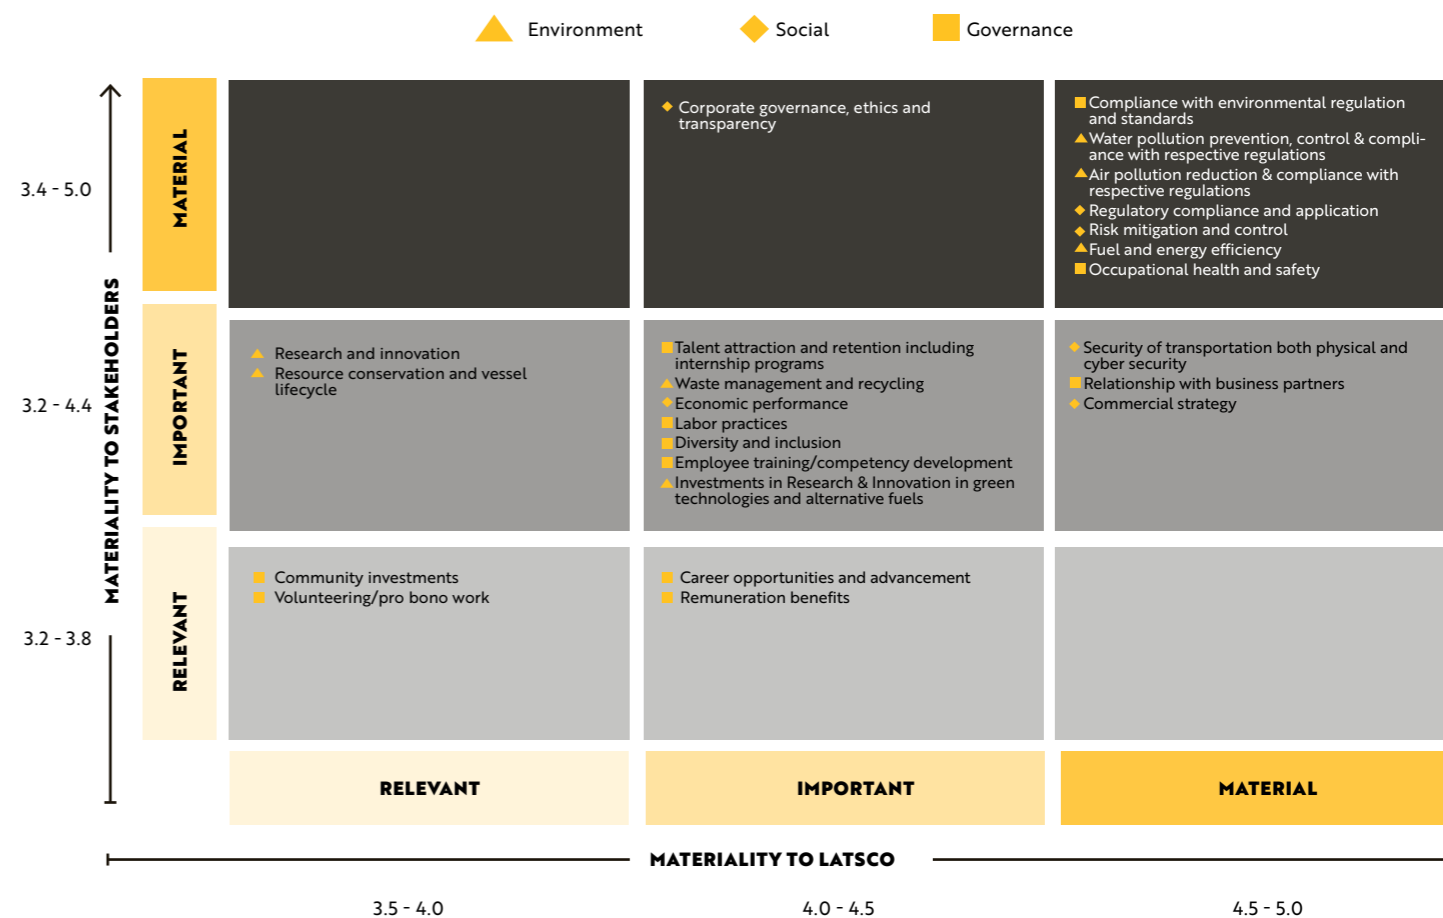 Environment
Social
Governance
3.4 - 5.0
MATERIAL
Corporate governance, ethics and
transparency
Compliance with environmental regulation
and standards
Water pollution prevention, control & compli-
ance with respective regulations
Air pollution reduction & compliance with
respective regulations
Regulatory compliance and application
Risk mitigation and control
Fuel and energy efficiency
Occupational health and safety
MATERIALITY TO STAKEHOLDERS
3.2 - 4.4
IMPORTANT
Research and innovation
Resource conservation and vessel
lifecycle
Talent attraction and retention including
internship programs
Waste management and recycling
Economic performance
Labor practices
Diversity and inclusion
Employee training/competency development
Investments in Research & Innovation in green
technologies and alternative fuels
Security of transportation both physical and
cyber security
Relationship with business partners
Commercial strategy
3.2 - 3.8
RELEVANT
Community investments
Volunteering/pro bono work
Career opportunities and advancement
Remuneration benefits
RELEVANT
IMPORTANT
MATERIAL
MATERIALITY TO LATSCO
3.5 - 4.0
4.0 - 4.5
4.5 - 5.0